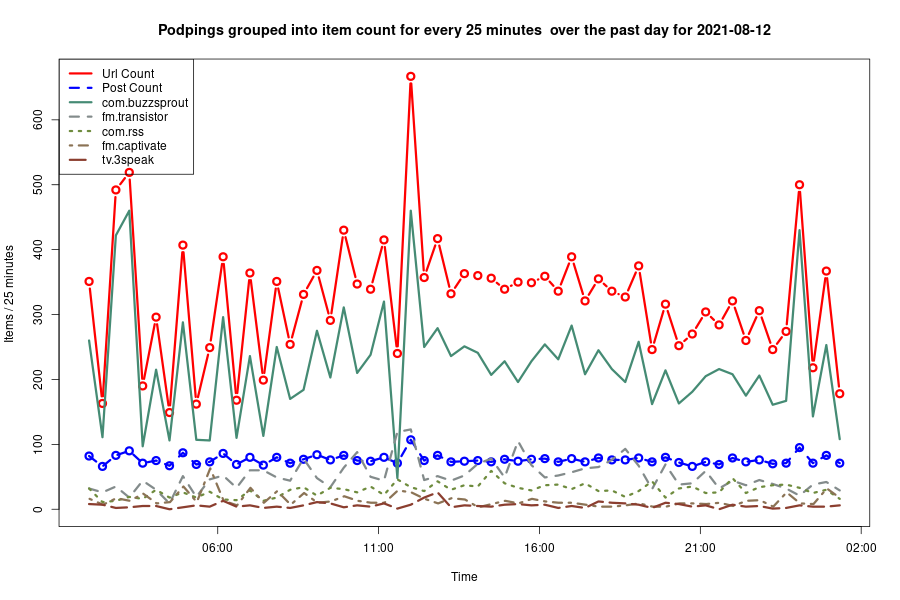 Podpings grouped into item count for every 25 minutes  over the past day for 2021-08-12
Url Count
Post Count
com.buzzsprout
fm.transistor
com.rss
fm.captivate
tv.3speak
Items / 25 minutes
600
500
400
300
200
100
0
06:00
11:00
16:00
21:00
02:00
Time